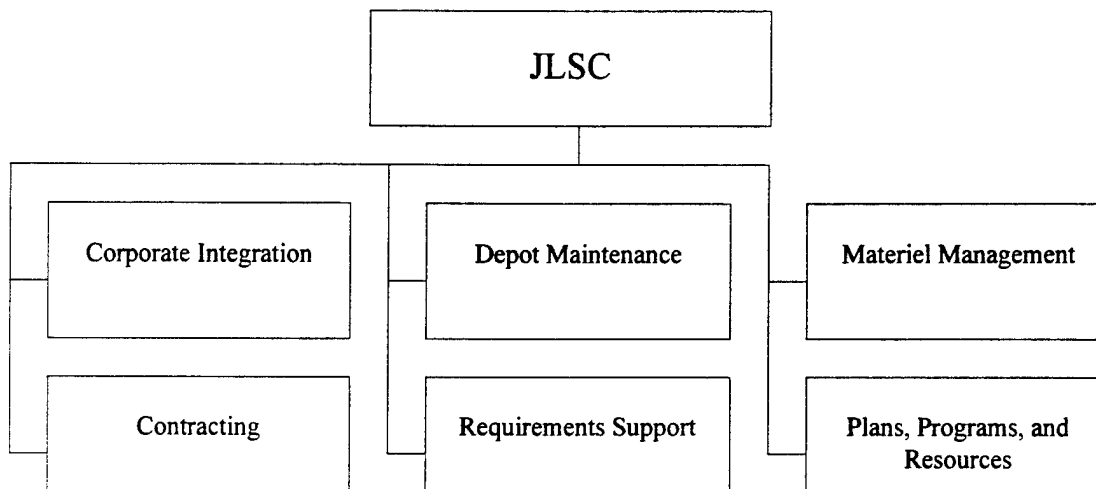 JLSC
Corporate Integration
Depot Maintenance
Materiel Management
Contracting
Requirements Support
Plans, Programs, and
Resources